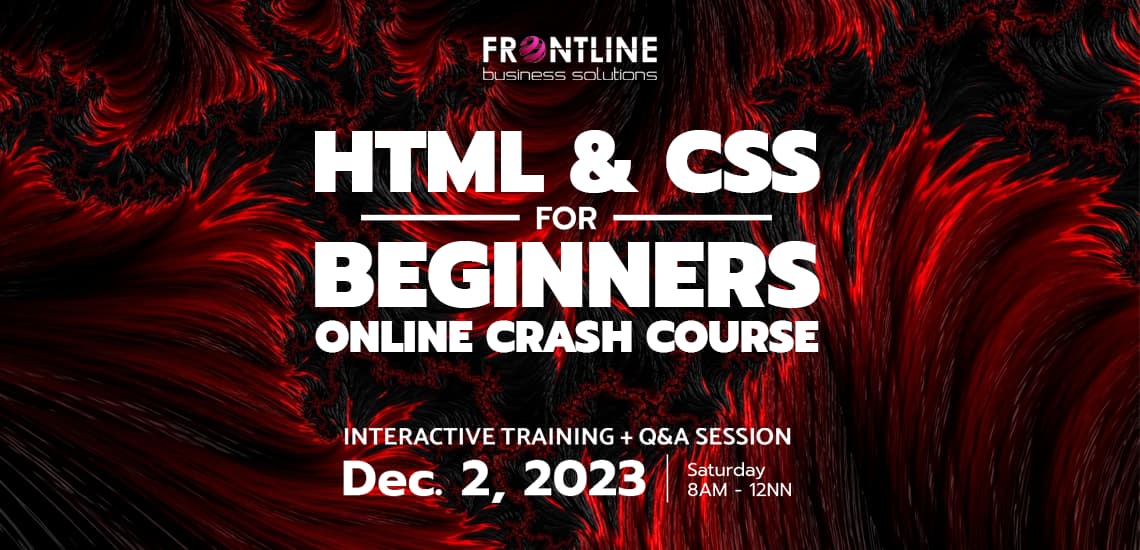 FRONTLINE
business solutions
HTML & CSS
FOR
BEGINNERS
ONLINE CRASH COURSE
INTERACTIVE TRAINING + Q&A SESSION
Dec. 2, 2023
Saturday
8AM - 12NN